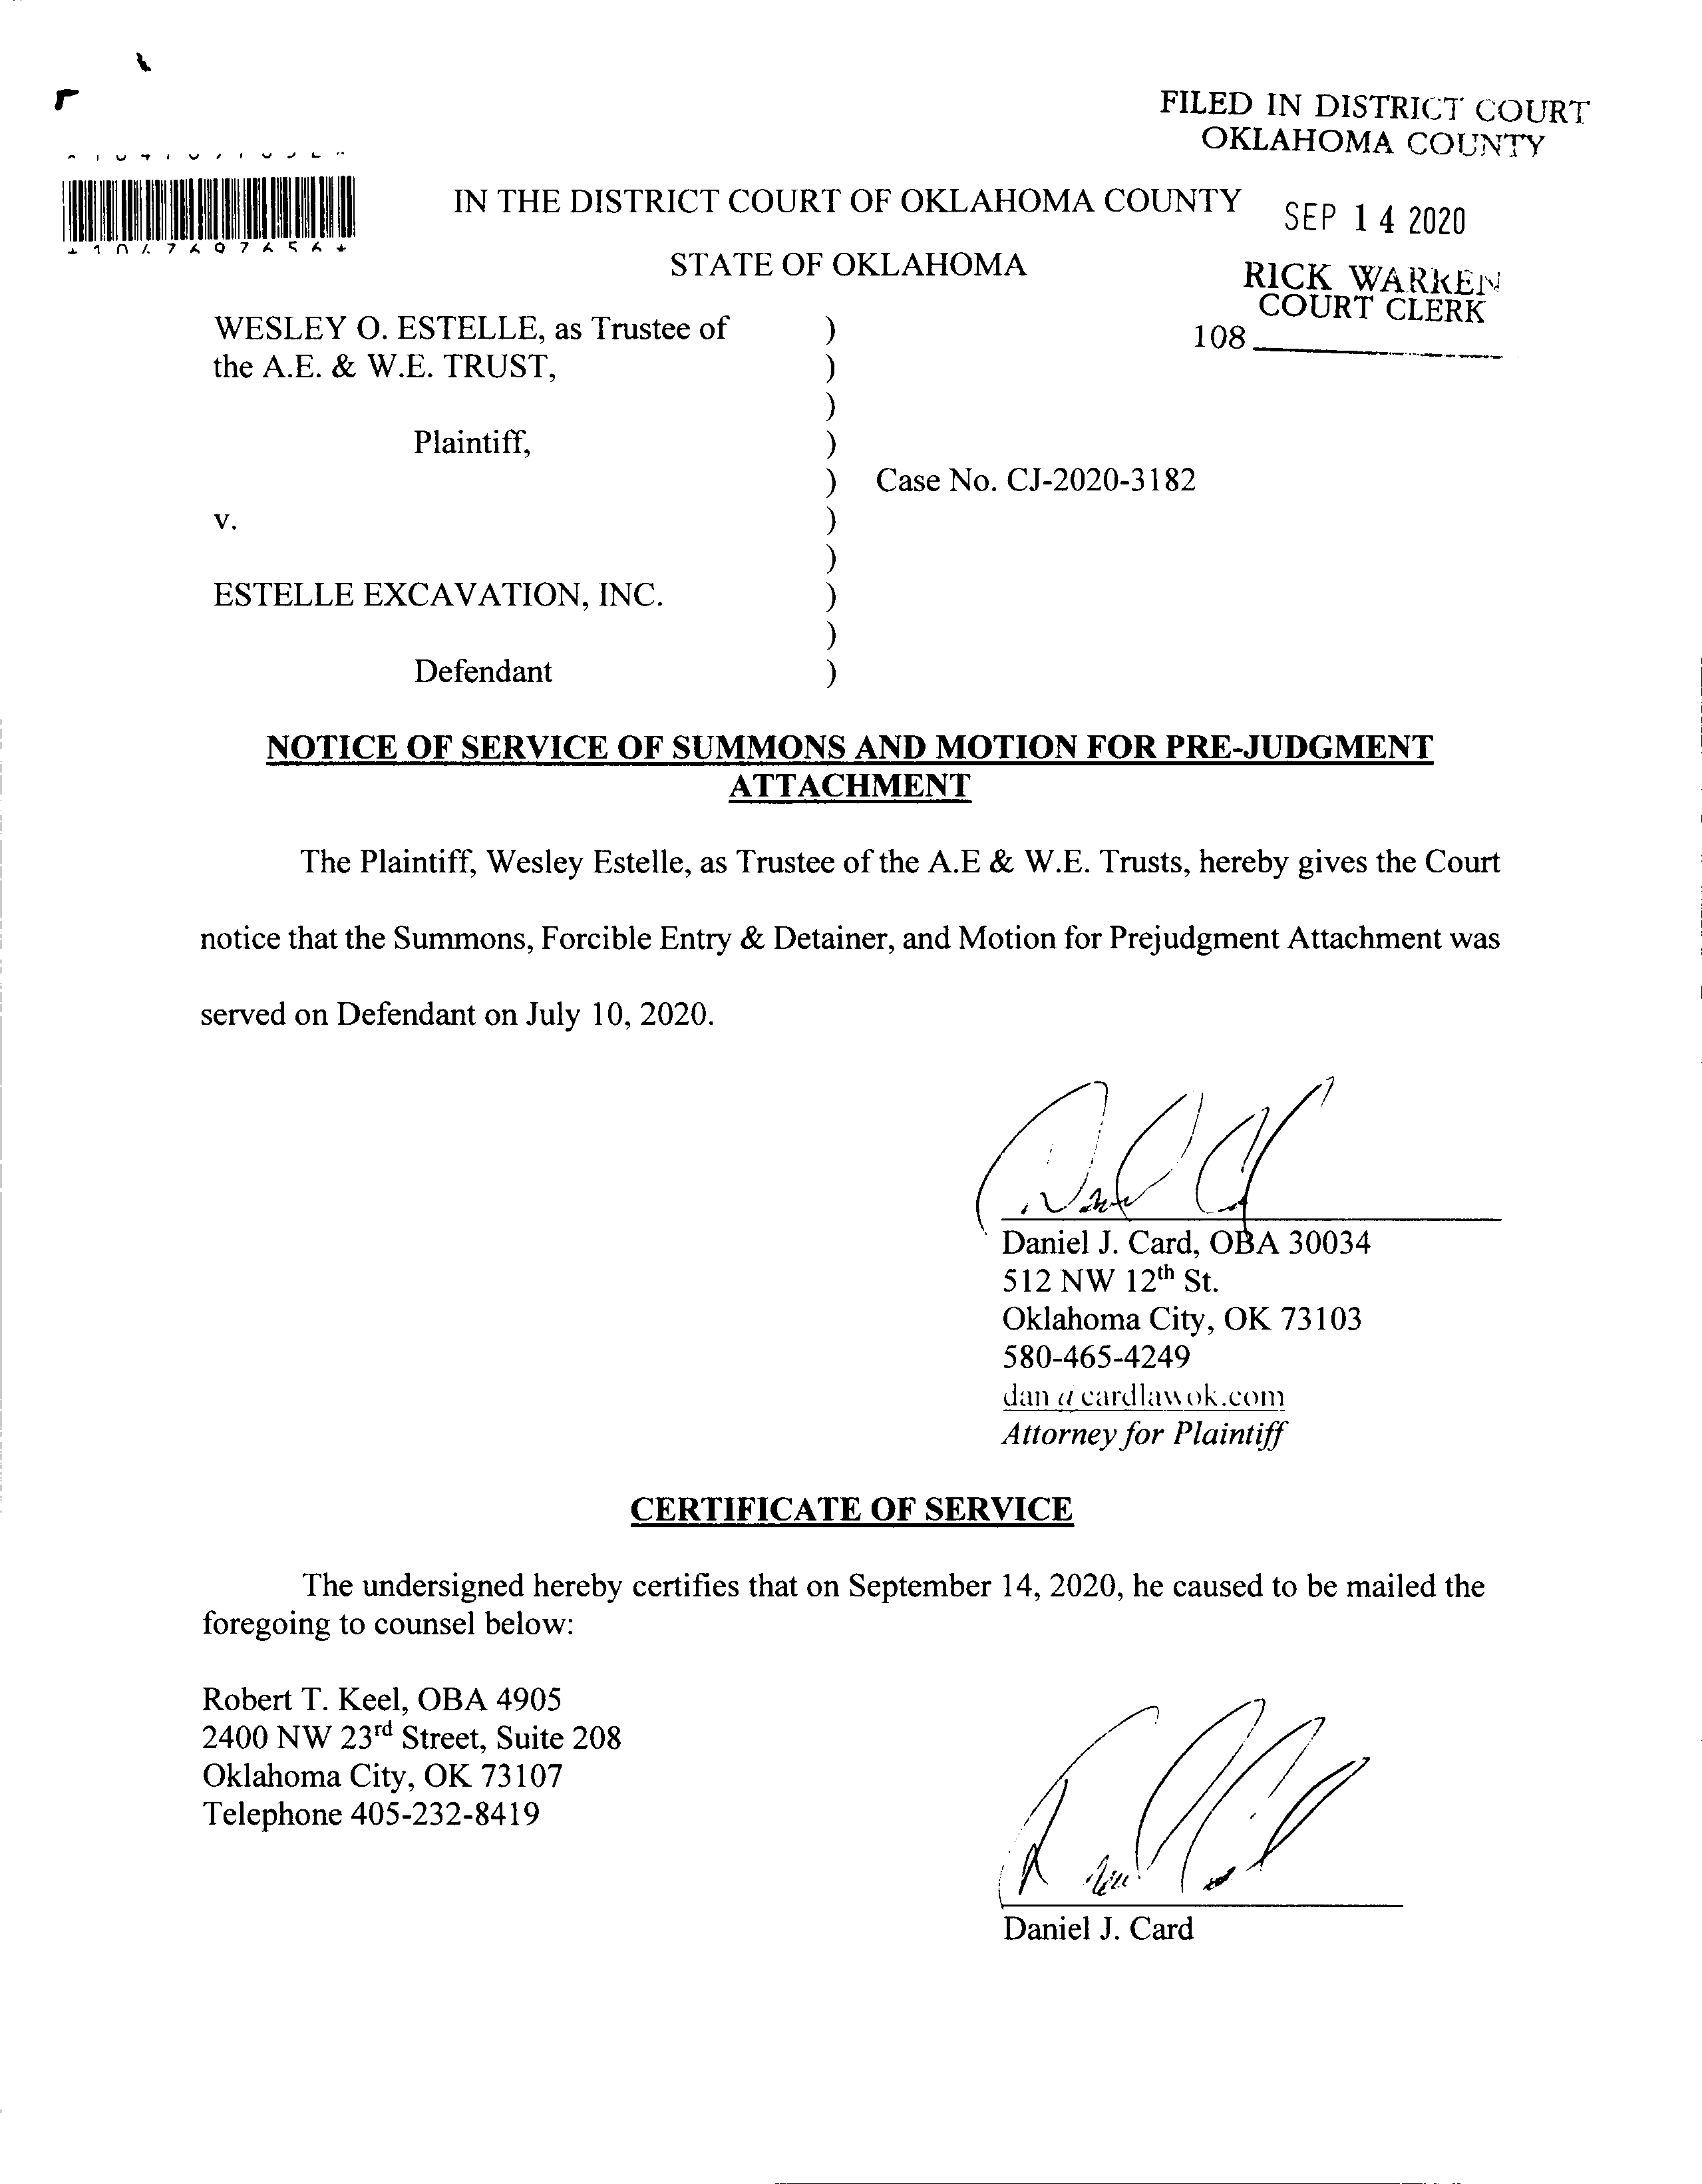 FILED IN DISTRICT COURT
OKLAHOMA COUNTY
IN THE DISTRICT COURT OF OKLAHOMA COUNTY
SEP 14 2020
STATE OF OKLAHOMA
RICK WARREN
COURT CLERK
108
WESLEY O. ESTELLE, as Trustee of )
the A.E. & W.E. TRUST, )
)
Plaintiff, )
) Case No. CJ-2020-3182
v. )
)
ESTELLE EXCAVATION, INC. )
)
Defendant )
NOTICE OF SERVICE OF SUMMONS AND MOTION FOR PRE-JUDGMENT
ATTACHMENT
The Plaintiff, Wesley Estelle, as Trustee of the A.E & W.E. Trusts, hereby gives the Court
notice that the Summons, Forcible Entry & Detainer, and Motion for Prejudgment Attachment was
served on Defendant on July 10, 2020.
Daniel J. Card, OBA 30034
512 NW 12th St.
Oklahoma City, OK 73103
580-465-4249
dan@cardlawok.com
Attorney for Plaintiff
CERTIFICATE OF SERVICE
The undersigned hereby certifies that on September 14, 2020, he caused to be mailed the
foregoing to counsel below:
Robert T. Keel, OBA 4905
2400 NW 23rd Street, Suite 208
Oklahoma City, OK 73107
Telephone 405-232-8419
Daniel J. Card